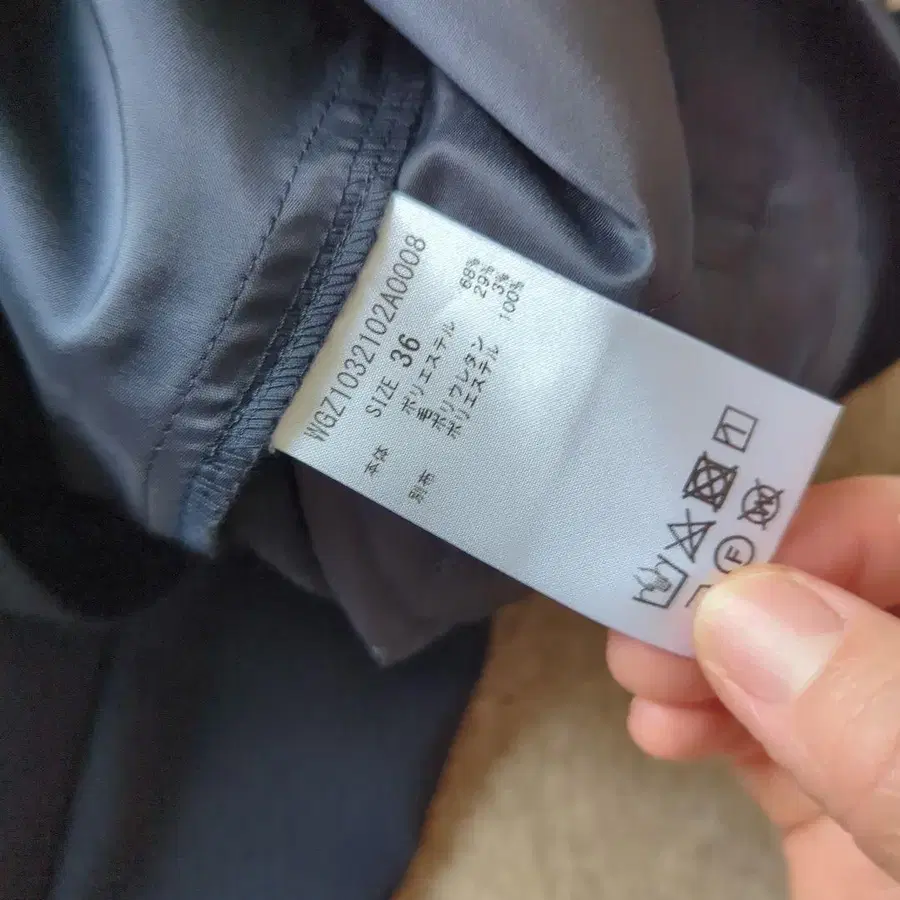 WGZ1032102A0008
SIZE 36
本体 ポリエステル 68%
毛 29%
ポリウレタン 3%
別布 ポリエステル 100%
F
W